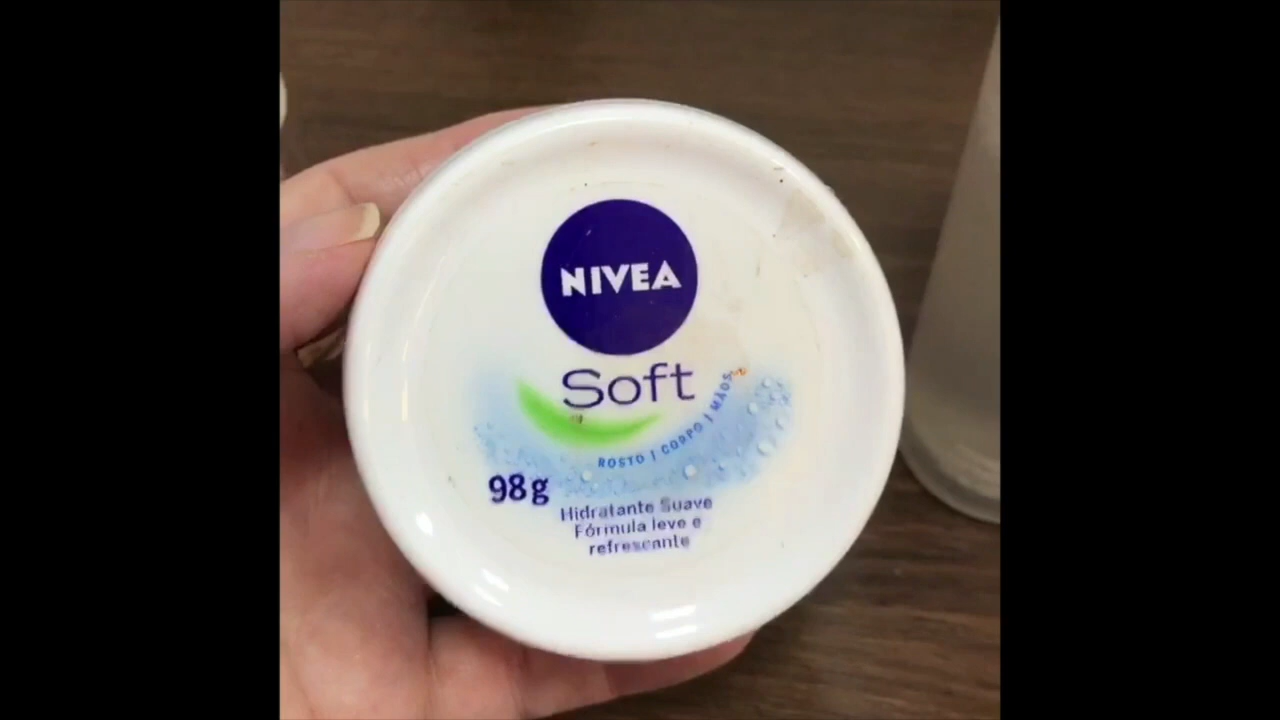 NIVEA
Soft
ROSTO | CORPO | MÃOS
98g
Hidratante Suave
Fórmula leve e
refrescante